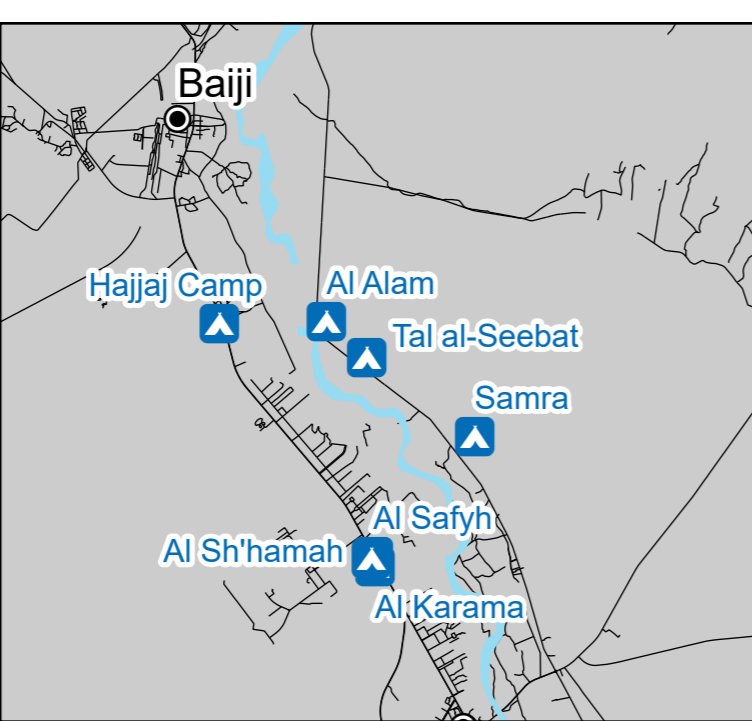 Baiji
Hajjaj Camp
Al Alam
Tal al-Seebat
Samra
Al Safyh
Al Sh'hamah
Al Karama